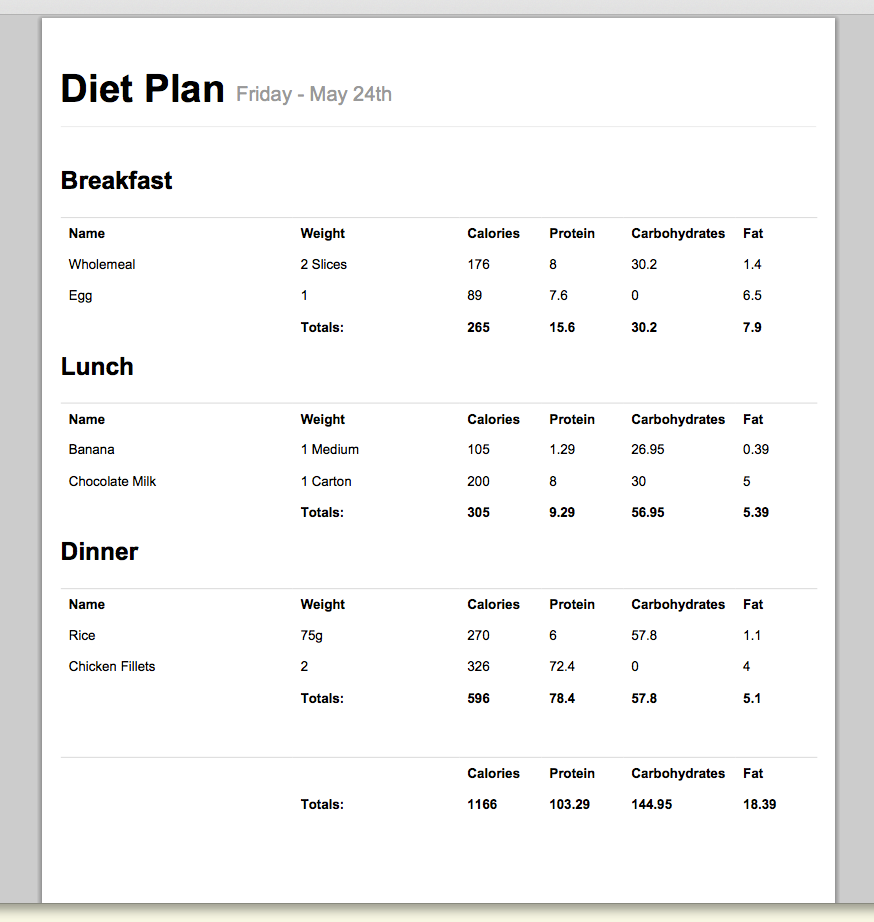 Diet Plan Friday - May 24th
Breakfast
Name Weight Calories Protein Carbohydrates Fat
Wholemeal 2 Slices 176 8 30.2 1.4
Egg 1 89 7.6 0 6.5
Totals: 265 15.6 30.2 7.9
Lunch
Name Weight Calories Protein Carbohydrates Fat
Banana 1 Medium 105 1.29 26.95 0.39
Chocolate Milk 1 Carton 200 8 30 5
Totals: 305 9.29 56.95 5.39
Dinner
Name Weight Calories Protein Carbohydrates Fat
Rice 75g 270 6 57.8 1.1
Chicken Fillets 2 326 72.4 0 4
Totals: 596 78.4 57.8 5.1
Calories Protein Carbohydrates Fat
Totals: 1166 103.29 144.95 18.39